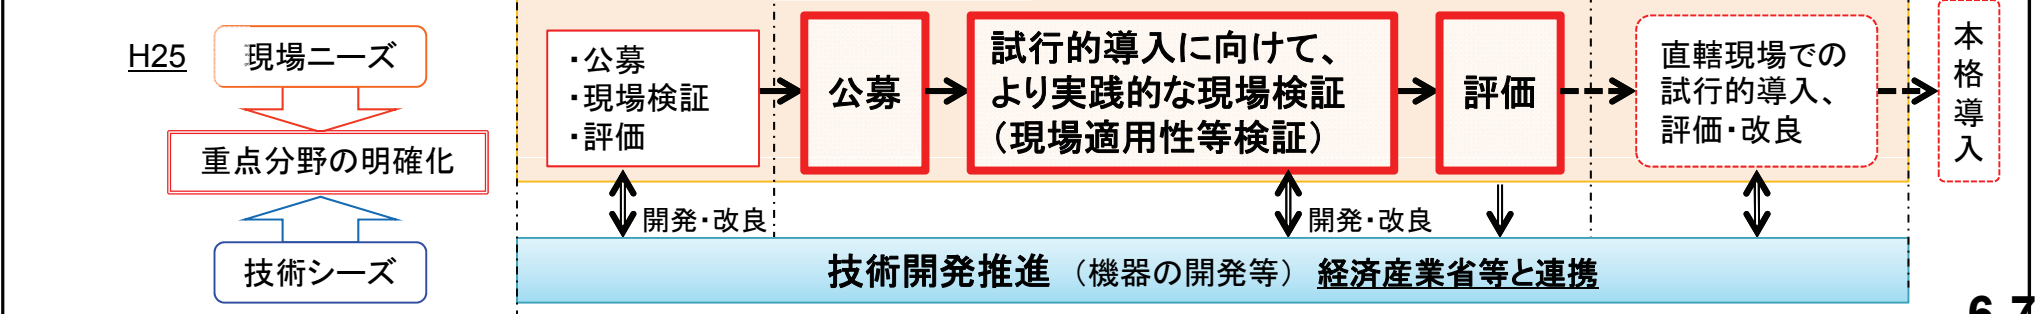 H25
現場ニーズ
重点分野の明確化
技術シーズ
・公募
・現場検証
・評価
公募
試行的導入に向けて、
より実践的な現場検証
（現場適用性等検証）
評価
直轄現場での
試行的導入、
評価・改良
本格導入
開発・改良
開発・改良
技術開発推進（機器の開発等）経済産業省等と連携